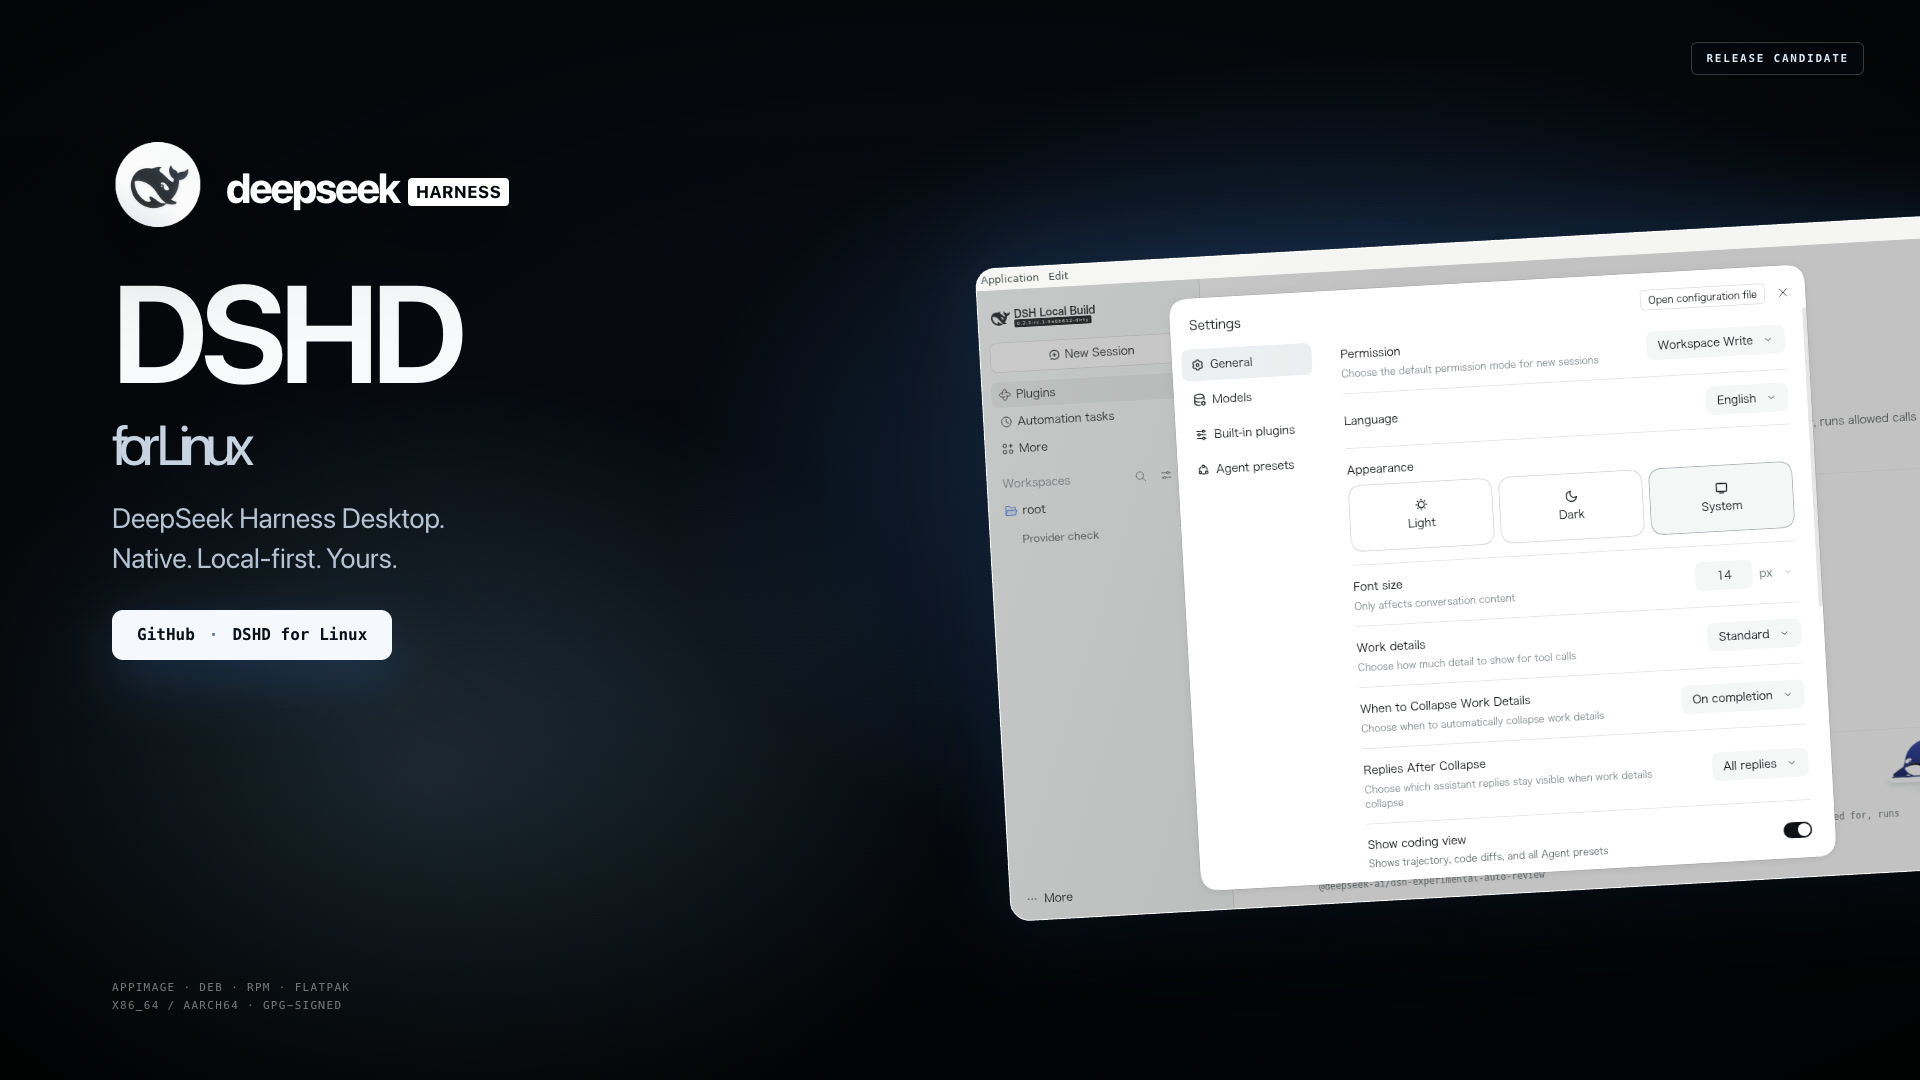 RELEASE CANDIDATE
deepseek HARNESS
DSHD
for Linux
DeepSeek Harness Desktop.
Native. Local-first. Yours.
GitHub · DSHD for Linux
APPIMAGE · DEB · RPM · FLATPAK
X86_64 / AARCH64 · GPG-SIGNED
Application Edit
DSH Local Build
New Session
Plugins
Automation tasks
More
Workspaces
root
Provider check
··· More
Settings
Open configuration file
General
Models
Built-in plugins
Agent presets
Permission
Choose the default permission mode for new sessions
Workspace Write
Language
English
Appearance
Light
Dark
System
Font size
Only affects conversation content
14 px
Work details
Choose how much detail to show for tool calls
Standard
When to Collapse Work Details
Choose when to automatically collapse work details
On completion
Replies After Collapse
Choose which assistant replies stay visible when work details
collapse
All replies
Show coding view
Shows trajectory, code diffs, and all Agent presets
, runs allowed calls
ed for, runs
@deepseek-ai/dsh-experimental-auto-review